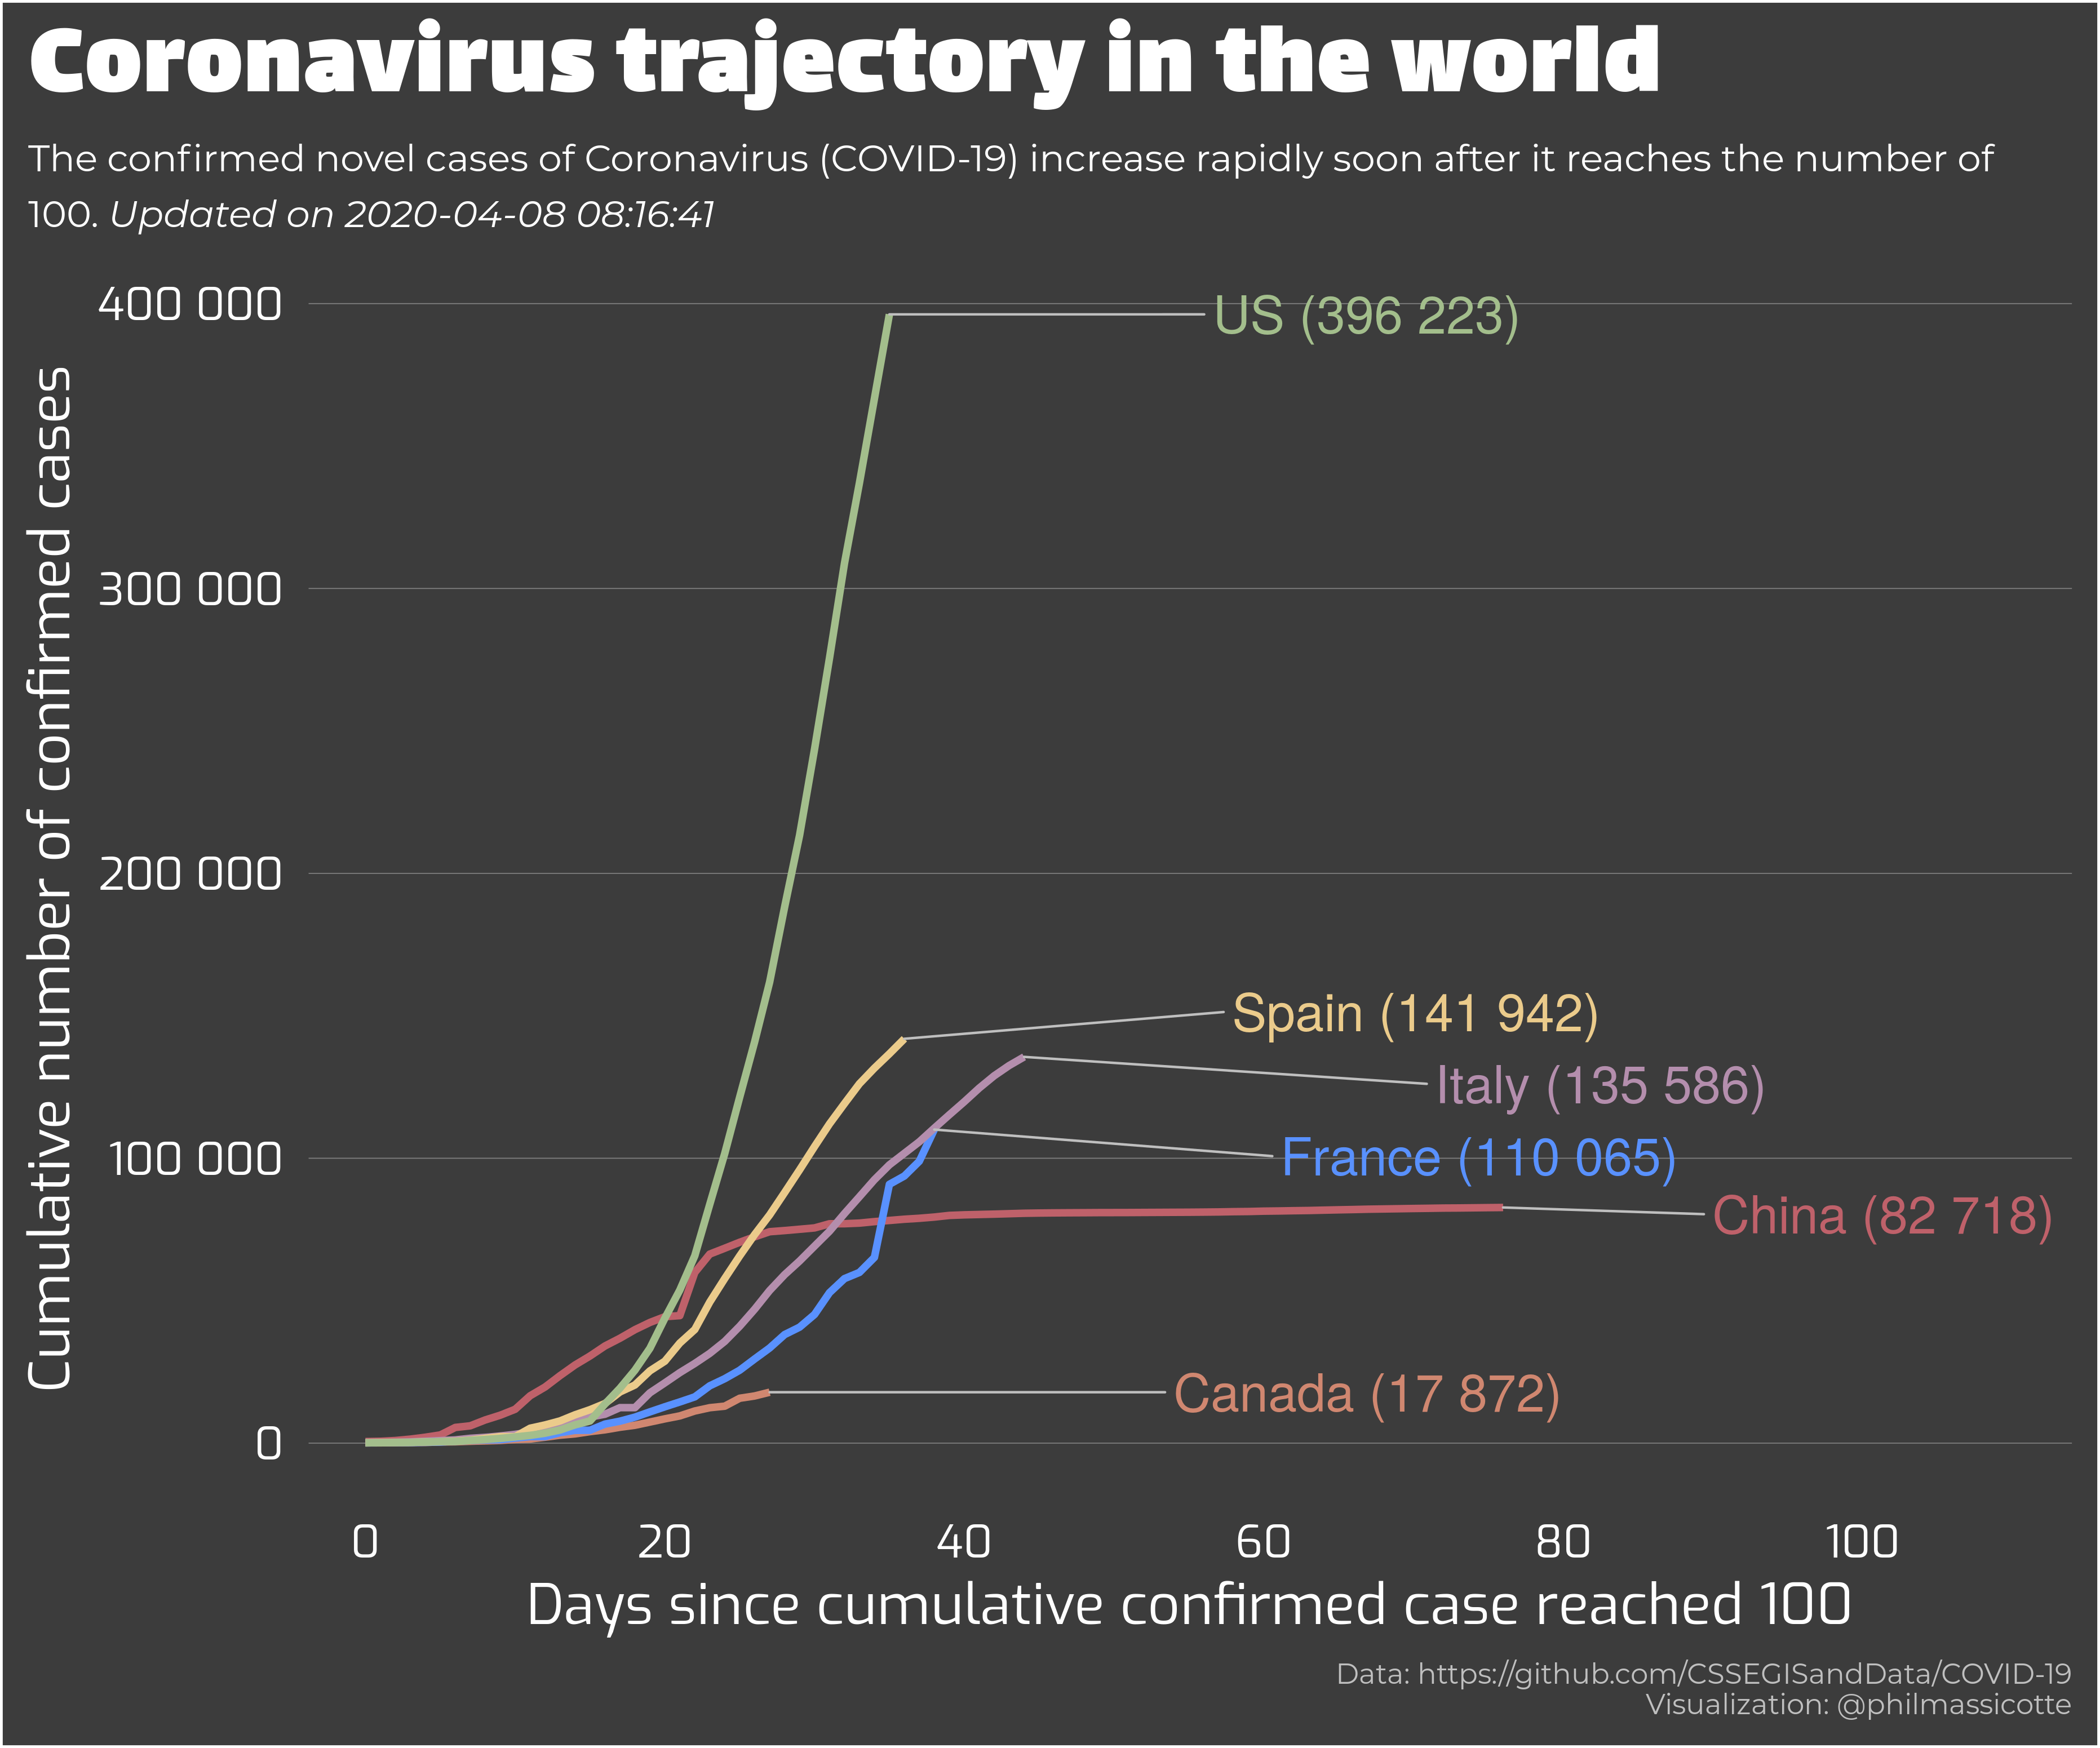 Coronavirus trajectory in the world
The confirmed novel cases of Coronavirus (COVID-19) increase rapidly soon after it reaches the number of
100. Updated on 2020-04-08 08:16:41
Cumulative number of confirmed cases
400 000
300 000
200 000
100 000
0
US (396 223)
Spain (141 942)
Italy (135 586)
France (110 065)
China (82 718)
Canada (17 872)
0 20 40 60 80 100
Days since cumulative confirmed case reached 100
Data: https://github.com/CSSEGISandData/COVID-19
Visualization: @philmassicotte